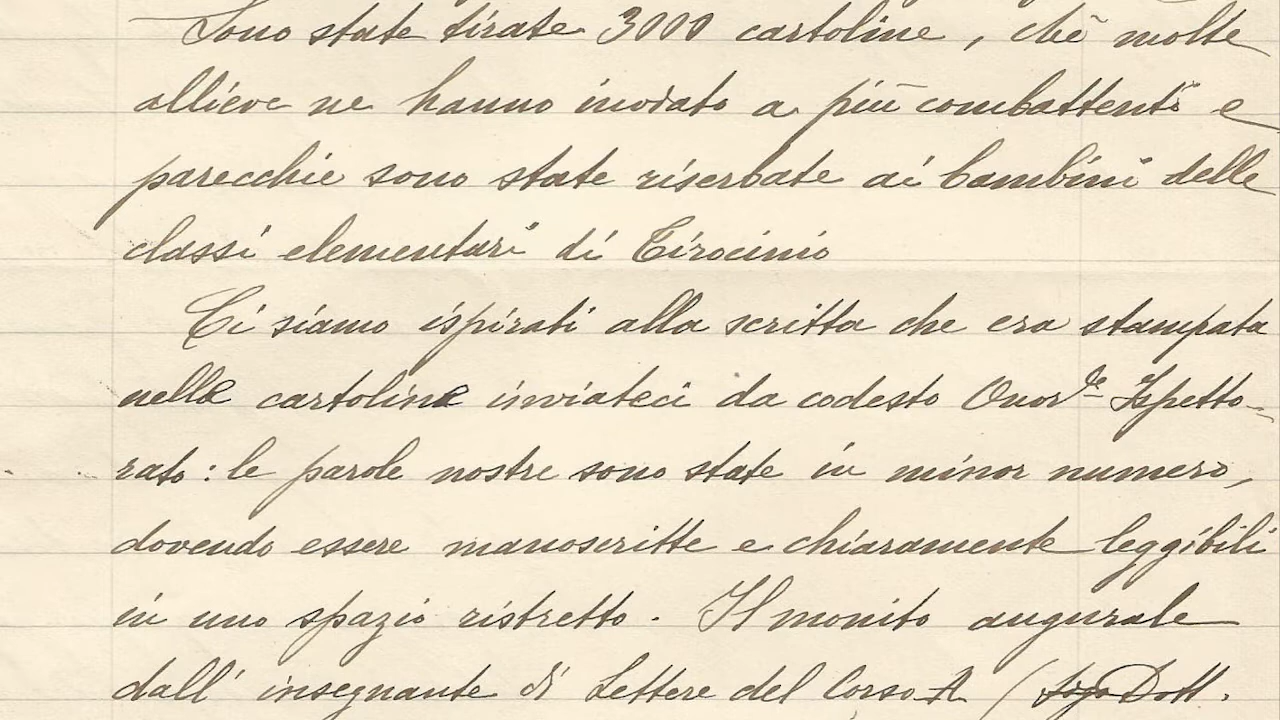 Sono state tirate 3000 cartoline, chè molte
allieve ne hanno inviato a più combattenti e
parecchie sono state riserbate ai bambini delle
classi elementari di Tirocinio
Ci siamo ispirati alla scritta che era stampata
nelle cartoline inviateci da codesto Onor.le Ispetto-
rato: le parole nostre sono state in minor numero,
dovendo essere manoscritte e chiaramente leggibili
in uno spazio ristretto. Il monito augurale
dall'insegnante di Lettere del Corso A ( Dott.